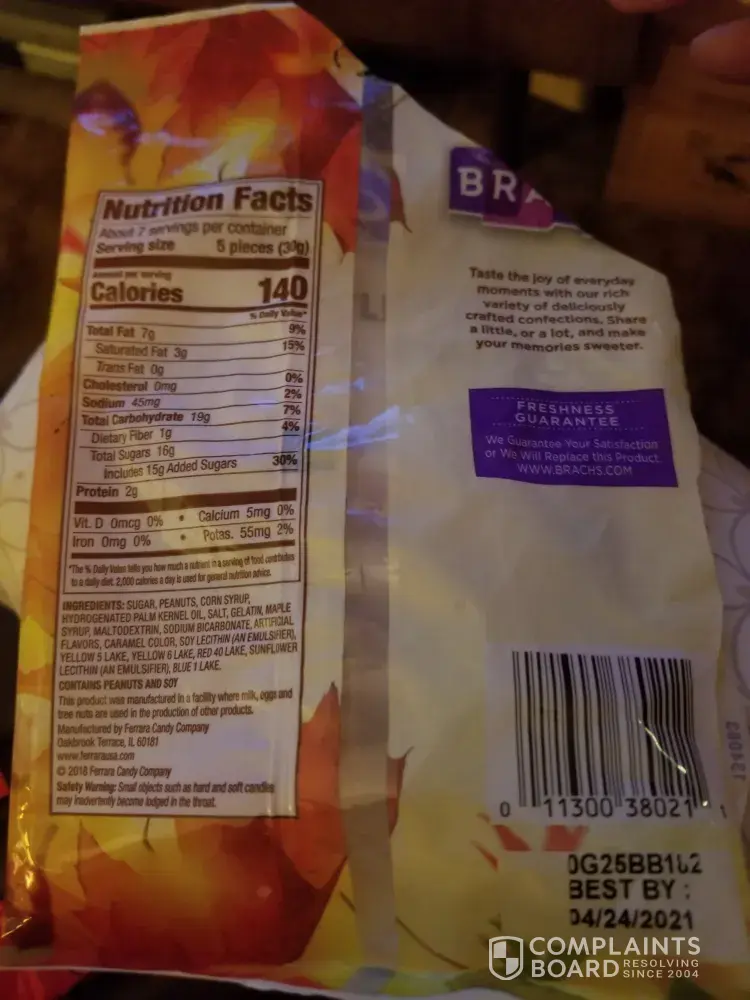 Nutrition Facts
About 7 servings per container
Serving size 5 pieces (30g)
Amount per serving
Calories 140
% Daily Value*
Total Fat 7g 9%
Saturated Fat 3g 15%
Trans Fat 0g
Cholesterol 0mg 0%
Sodium 45mg 2%
Total Carbohydrate 19g 7%
Dietary Fiber 1g 4%
Total Sugars 16g
Includes 15g Added Sugars 30%
Protein 2g
Vit. D 0mcg 0% • Calcium 5mg 0%
Iron 0mg 0% • Potas. 55mg 2%
*The % Daily Value tells you how much a nutrient in a serving of food contributes
to a daily diet. 2,000 calories a day is used for general nutrition advice.
INGREDIENTS: SUGAR, PEANUTS, CORN SYRUP,
HYDROGENATED PALM KERNEL OIL, SALT, GELATIN, MAPLE
SYRUP, MALTODEXTRIN, SODIUM BICARBONATE, ARTIFICIAL
FLAVORS, CARAMEL COLOR, SOY LECITHIN (AN EMULSIFIER),
YELLOW 5 LAKE, YELLOW 6 LAKE, RED 40 LAKE, SUNFLOWER
LECITHIN (AN EMULSIFIER), BLUE 1 LAKE.
CONTAINS PEANUTS AND SOY
This product was manufactured in a facility where milk, eggs and
tree nuts are used in the production of other products.
Manufactured by Ferrara Candy Company
Oakbrook Terrace, IL 60181
www.ferrarausa.com
© 2018 Ferrara Candy Company
Safety Warning: Small objects such as hard and soft candies
may inadvertently become lodged in the throat.
BRA
Taste the joy of everyday
moments with our rich
variety of deliciously
crafted confections. Share
a little, or a lot, and make
your memories sweeter.
FRESHNESS
GUARANTEE
We Guarantee Your Satisfaction
or We Will Replace this Product.
WWW.BRACHS.COM
0 11300 38021 1
BEST BY :
04/24/2021
COMPLAINTS
BOARD RESOLVING
SINCE 2004